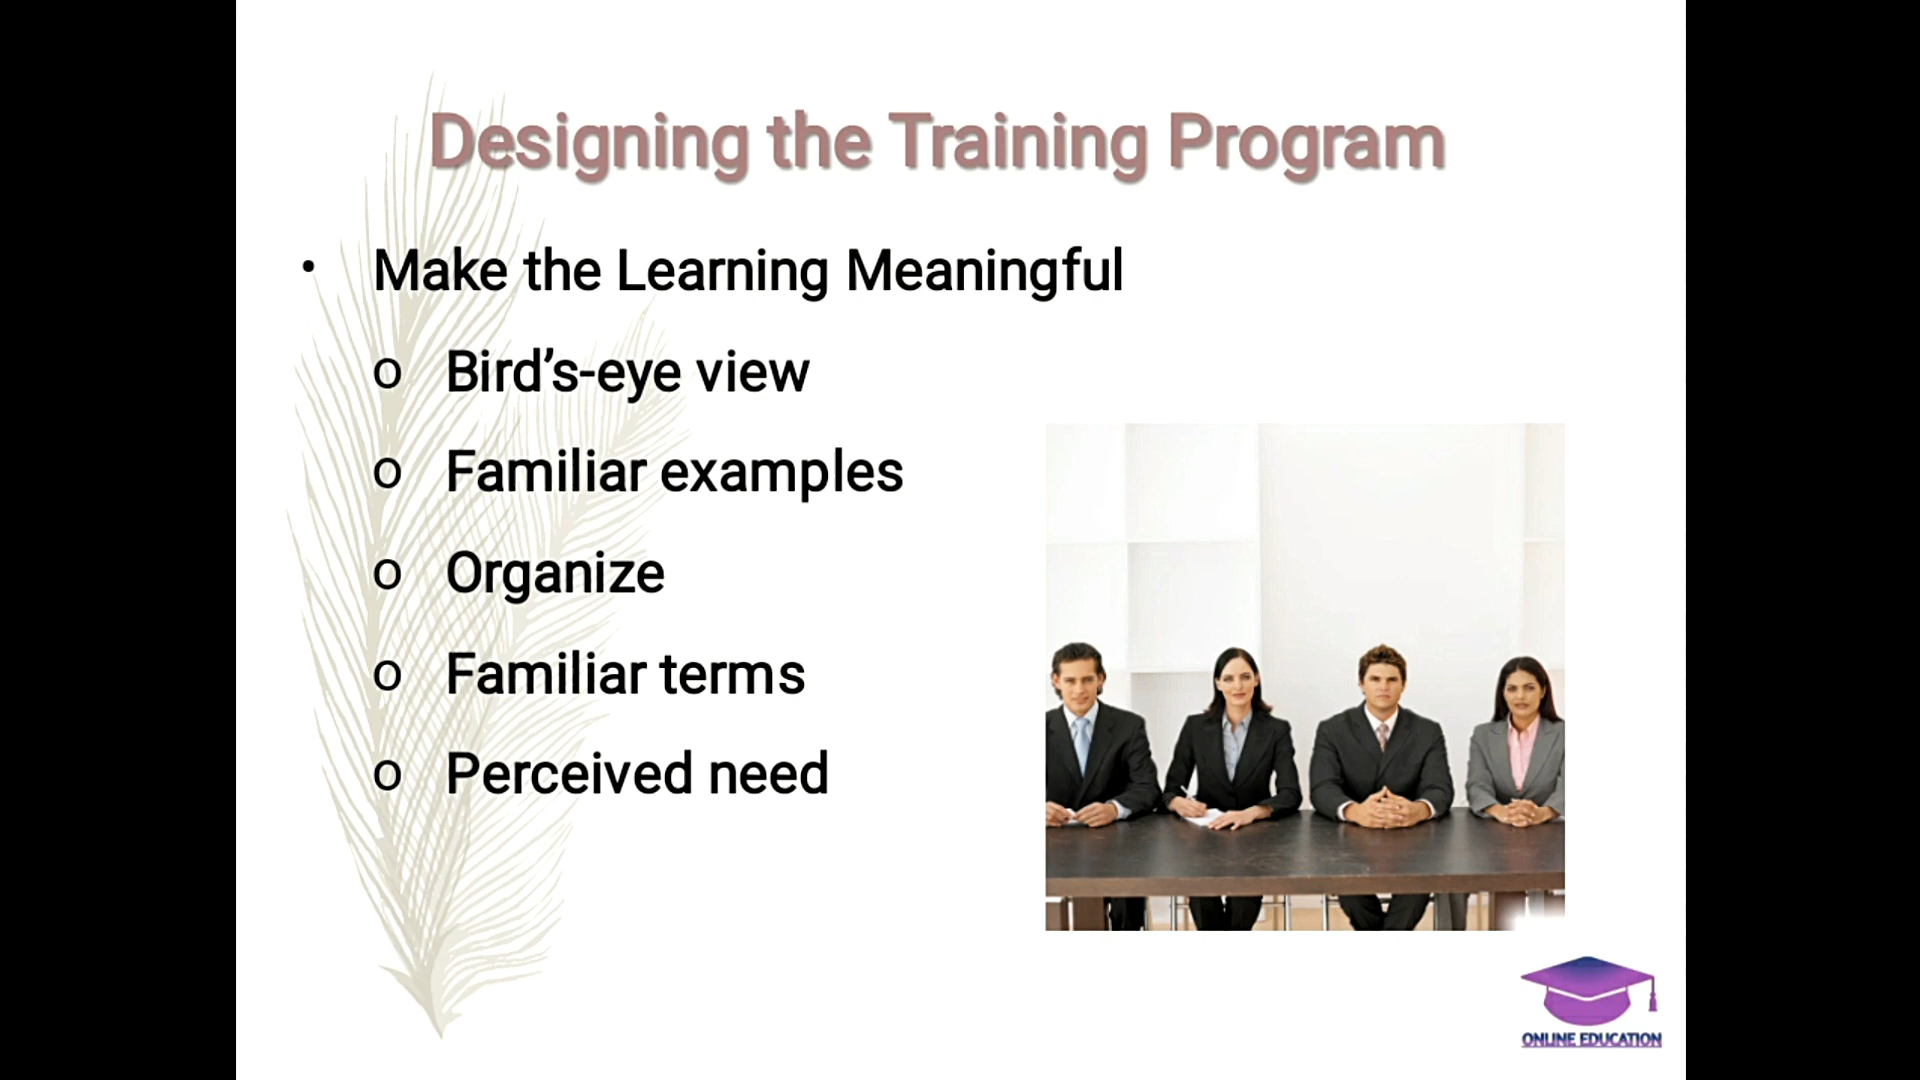 Designing the Training Program
• Make the Learning Meaningful
o Bird’s-eye view
o Familiar examples
o Organize
o Familiar terms
o Perceived need
ONLINE EDUCATION